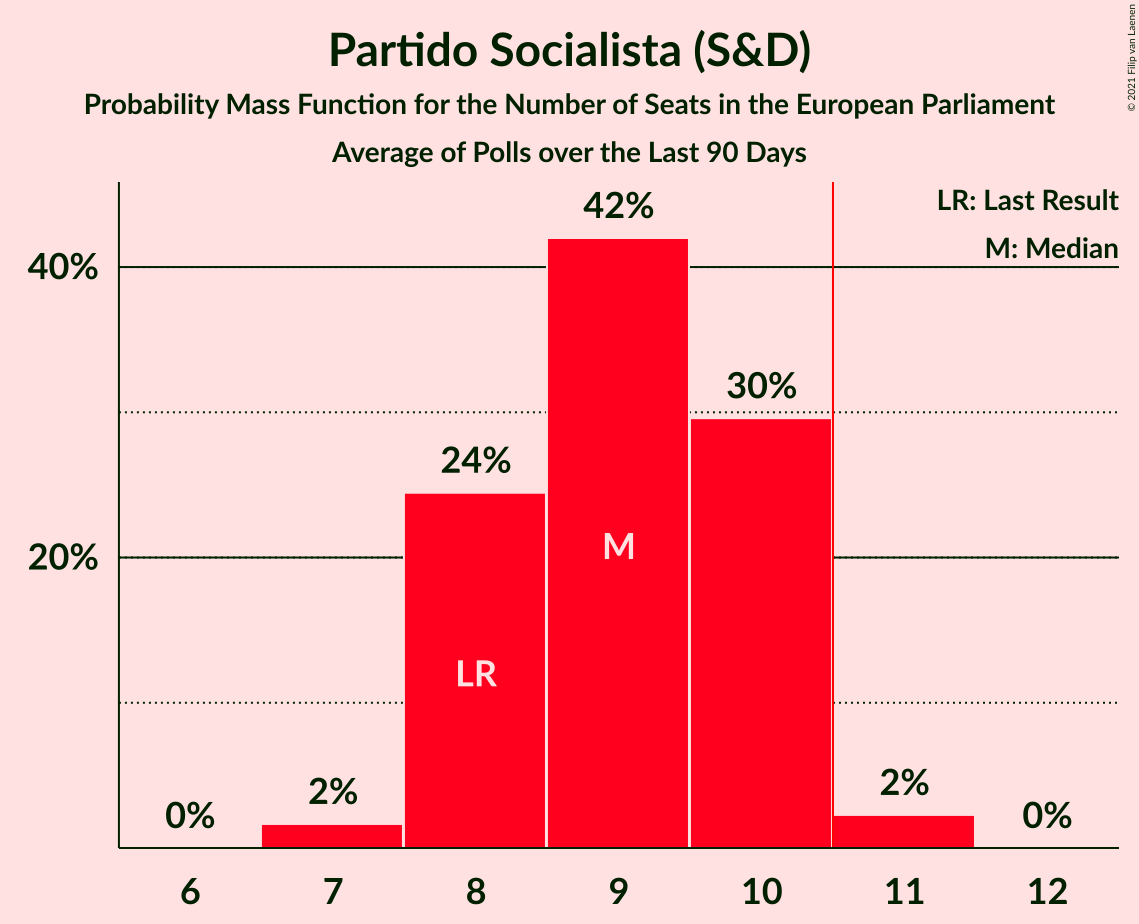 Partido Socialista (S&D)
Probability Mass Function for the Number of Seats in the European Parliament
Average of Polls over the Last 90 Days
© 2021 Filip van Laenen
LR: Last Result
M: Median
40%
20%
0%
2%
24%
42%
30%
2%
0%
LR
M
6
7
8
9
10
11
12